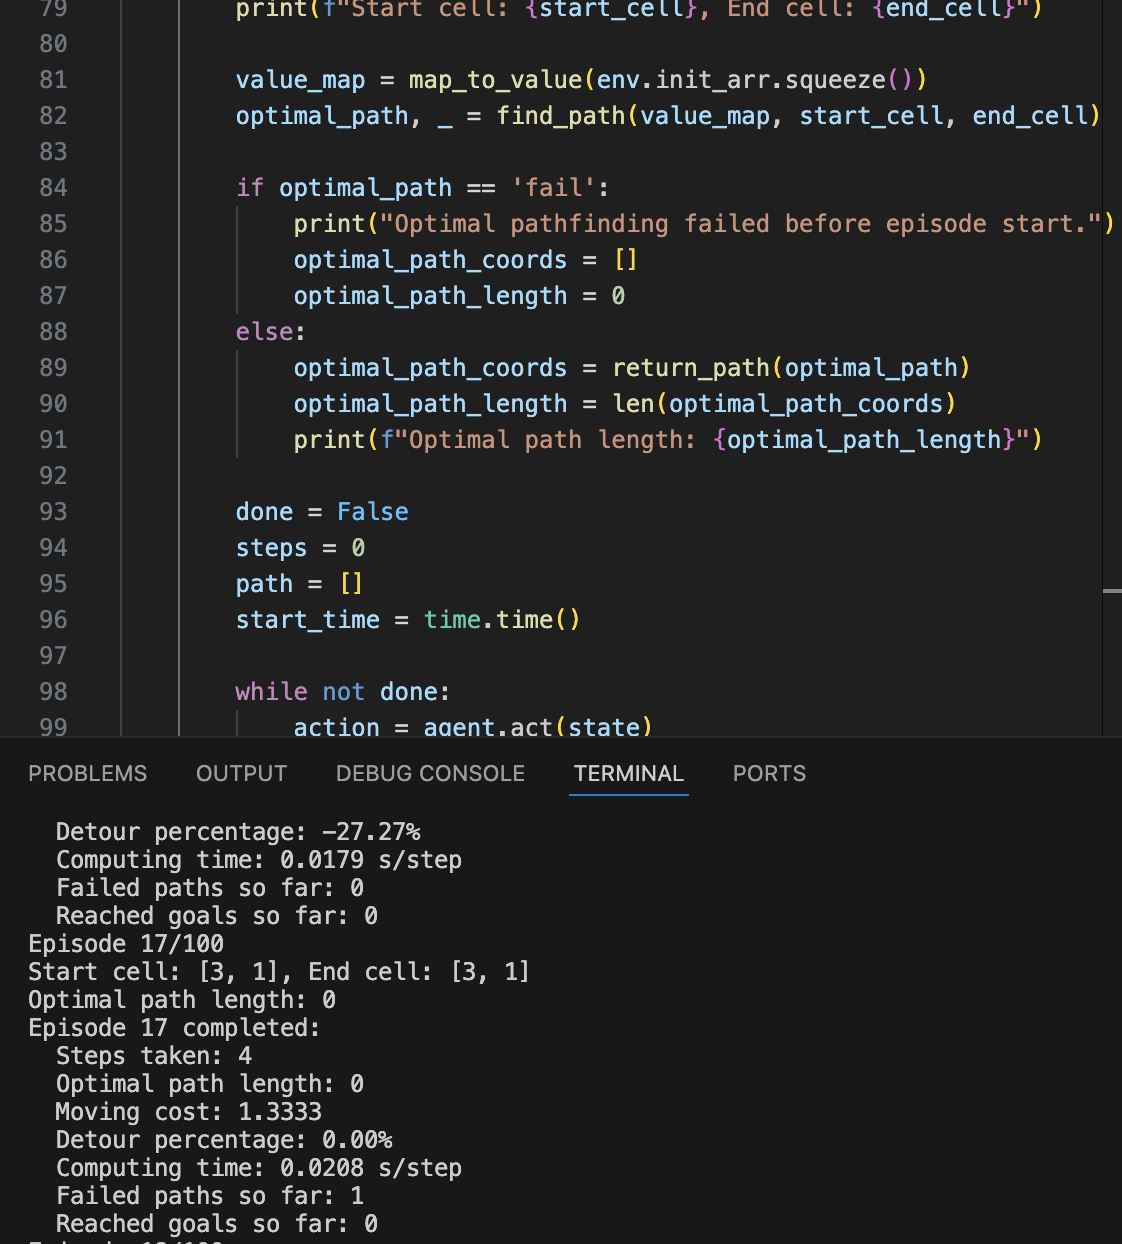 79 print(f"Start cell: {start_cell}, End cell: {end_cell}")
80
81 value_map = map_to_value(env.init_arr.squeeze())
82 optimal_path, _ = find_path(value_map, start_cell, end_cell)
83
84 if optimal_path == 'fail':
85 print("Optimal pathfinding failed before episode start.")
86 optimal_path_coords = []
87 optimal_path_length = 0
88 else:
89 optimal_path_coords = return_path(optimal_path)
90 optimal_path_length = len(optimal_path_coords)
91 print(f"Optimal path length: {optimal_path_length}")
92
93 done = False
94 steps = 0
95 path = []
96 start_time = time.time()
97
98 while not done:
99 action = agent.act(state)
PROBLEMS OUTPUT DEBUG CONSOLE TERMINAL PORTS
Detour percentage: -27.27%
Computing time: 0.0179 s/step
Failed paths so far: 0
Reached goals so far: 0
Episode 17/100
Start cell: [3, 1], End cell: [3, 1]
Optimal path length: 0
Episode 17 completed:
Steps taken: 4
Optimal path length: 0
Moving cost: 1.3333
Detour percentage: 0.00%
Computing time: 0.0208 s/step
Failed paths so far: 1
Reached goals so far: 0